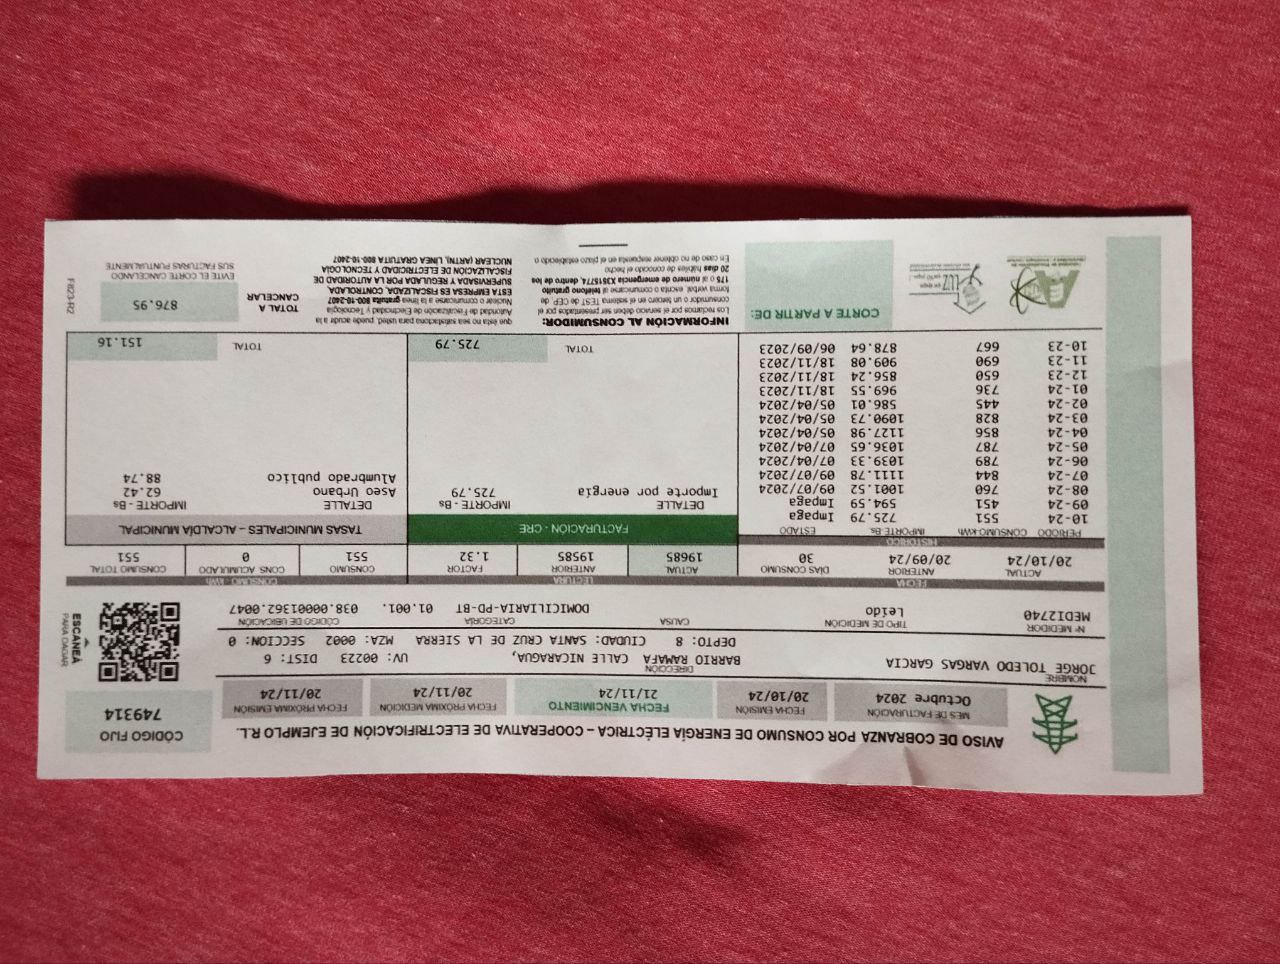 AVISO DE COBRANZA POR CONSUMO DE ENERGÍA ELÉCTRICA – COOPERATIVA DE ELECTRIFICACIÓN DE EJEMPLO R.L.
CÓDIGO FIJO
749314
MES DE FACTURACIÓN
Octubre 2024
FECHA EMISIÓN
20/10/24
FECHA VENCIMIENTO
21/11/24
FECHA PRÓXIMA MEDICIÓN
20/11/24
FECHA PRÓXIMA EMISIÓN
20/11/24
NOMBRE
JORGE TOLEDO VARGAS GARCIA
DIRECCIÓN
BARRIO RAMAFA CALLE NICARAGUA, UV: 00223 DIST: 6
DEPTO: 8 CIUDAD: SANTA CRUZ DE LA SIERRA MZA: 0002 SECCION: 0
ESCANEÁ
PARA PAGAR
Nº MEDIDOR
MEDI2740
TIPO DE MEDICIÓN
Leído
CAUSA
CATEGORÍA
DOMICILIARIA-PD-BT
CÓDIGO DE UBICACIÓN
01.001. 038.00001362.0047
FECHA
LECTURA
CONSUMO - kWh
ACTUAL
20/10/24
ANTERIOR
20/09/24
DÍAS CONSUMO
30
ACTUAL
19685
ANTERIOR
19585
FACTOR
1.32
CONSUMO
551
CONS ACUMULADO
0
CONSUMO TOTAL
551
HISTÓRICO
PERIODO CONSUMO-kWh IMPORTE Bs ESTADO
10-24 551 725.79 Impaga
09-24 451 594.59 Impaga
08-24 760 1001.52 09/07/2024
07-24 844 1111.78 09/07/2024
06-24 789 1039.33 07/04/2024
05-24 787 1036.65 07/04/2024
04-24 856 1127.98 05/04/2024
03-24 828 1090.73 05/04/2024
02-24 445 586.01 05/04/2024
01-24 736 969.55 18/11/2023
12-23 650 856.24 18/11/2023
11-23 690 909.08 18/11/2023
10-23 667 878.64 06/09/2023
FACTURACIÓN - CRE
DETALLE IMPORTE - Bs
Importe por energía 725.79
TOTAL 725.79
TASAS MUNICIPALES – ALCALDÍA MUNICIPAL
DETALLE IMPORTE - Bs
Aseo Urbano 62.42
Alumbrado publico 88.74
TOTAL 151.16
CORTE A PARTIR DE:
INFORMACIÓN AL CONSUMIDOR:
Los reclamos por el servicio deben ser presentados por el
consumidor o un tercero en el sistema TEST de CEP, de
forma verbal, escrita o comunicarse al teléfono gratuito
175 o al número de emergencia X3515774, dentro de los
20 días hábiles de conocido el hecho
En caso de no obtener respuesta en el plazo establecido o
que ésta no sea satisfactoria para usted, puede acudir a la
Autoridad de Fiscalización de Electricidad y Tecnología
Nuclear o comunicarse a la línea gratuita 800-10-2407
ESTA EMPRESA ES FISCALIZADA, CONTROLADA,
SUPERVISADA Y REGULADA POR LA AUTORIDAD DE
FISCALIZACIÓN DE ELECTRICIDAD Y TECNOLOGÍA
NUCLEAR (ARTN), LÍNEA GRATUITA 800-10-2407
TOTAL A
CANCELAR
876.95
EVITE EL CORTE CANCELANDO
SUS FACTURAS PUNTUALMENTE
F623-R2